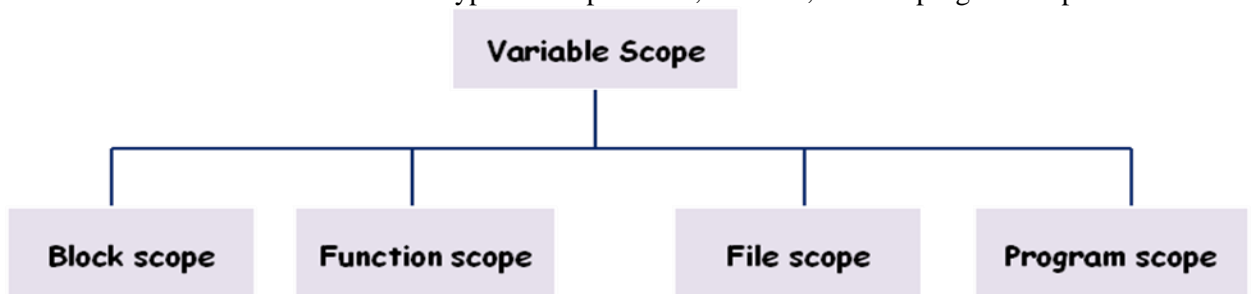 Variable Scope
Block scope
Function scope
File scope
Program scope